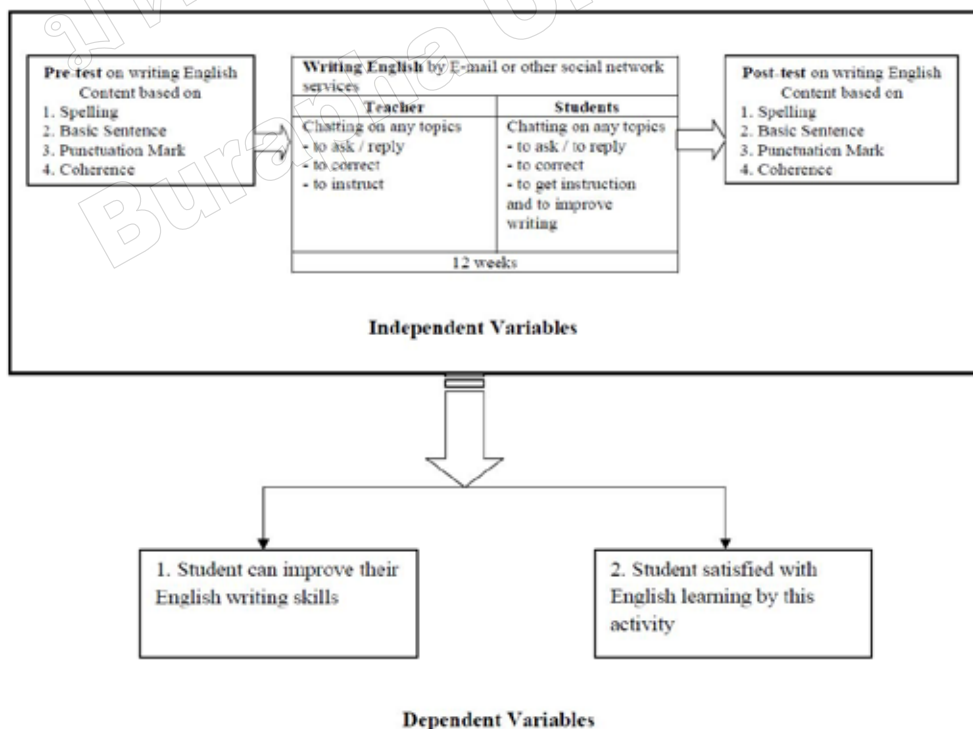 Burapha U
Pre-test on writing English
Content based on
1. Spelling
2. Basic Sentence
3. Punctuation Mark
4. Coherence
Writing English by E-mail or other social network
services
Teacher
Chatting on any topics
- to ask / reply
- to correct
- to instruct
Students
Chatting on any topics
- to ask / to reply
- to correct
- to get instruction
and to improve
writing
12 weeks
Post-test on writing English
Content based on
1. Spelling
2. Basic Sentence
3. Punctuation Mark
4. Coherence
Independent Variables
1. Student can improve their
English writing skills
2. Student satisfied with
English learning by this
activity
Dependent Variables